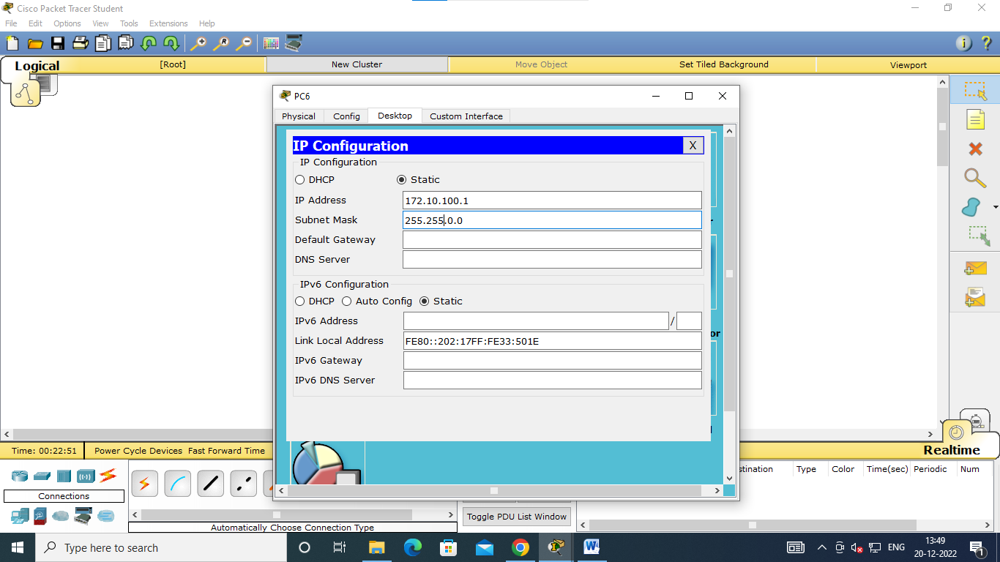 Cisco Packet Tracer Student
File Edit Options View Tools Extensions Help
Logical [Root] New Cluster Move Object Set Tiled Background Viewport
PC6
Physical Config Desktop Custom Interface
IP Configuration X
IP Configuration
DHCP Static
IP Address 172.10.100.1
Subnet Mask 255.255.0.0
Default Gateway
DNS Server
IPv6 Configuration
DHCP Auto Config Static
IPv6 Address /
or
Link Local Address FE80::202:17FF:FE33:501E
IPv6 Gateway
IPv6 DNS Server
Time: 00:22:51 Power Cycle Devices Fast Forward Time Realtime
stination Type Color Time(sec) Periodic Num
Connections
Toggle PDU List Window
Automatically Choose Connection Type
Type here to search
ENG
13:49
20-12-2022
1